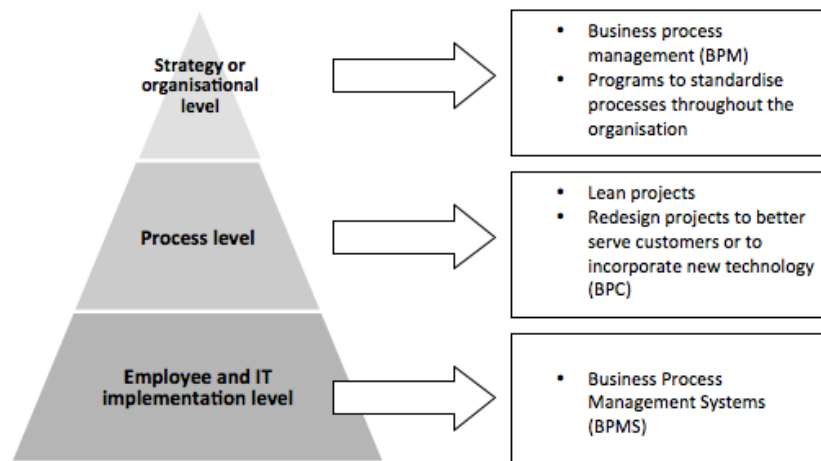 Strategy or
organisational
level
• Business process
management (BPM)
• Programs to standardise
processes throughout the
organisation
Process level
• Lean projects
• Redesign projects to better
serve customers or to
incorporate new technology
(BPC)
Employee and IT
implementation level
• Business Process
Management Systems
(BPMS)